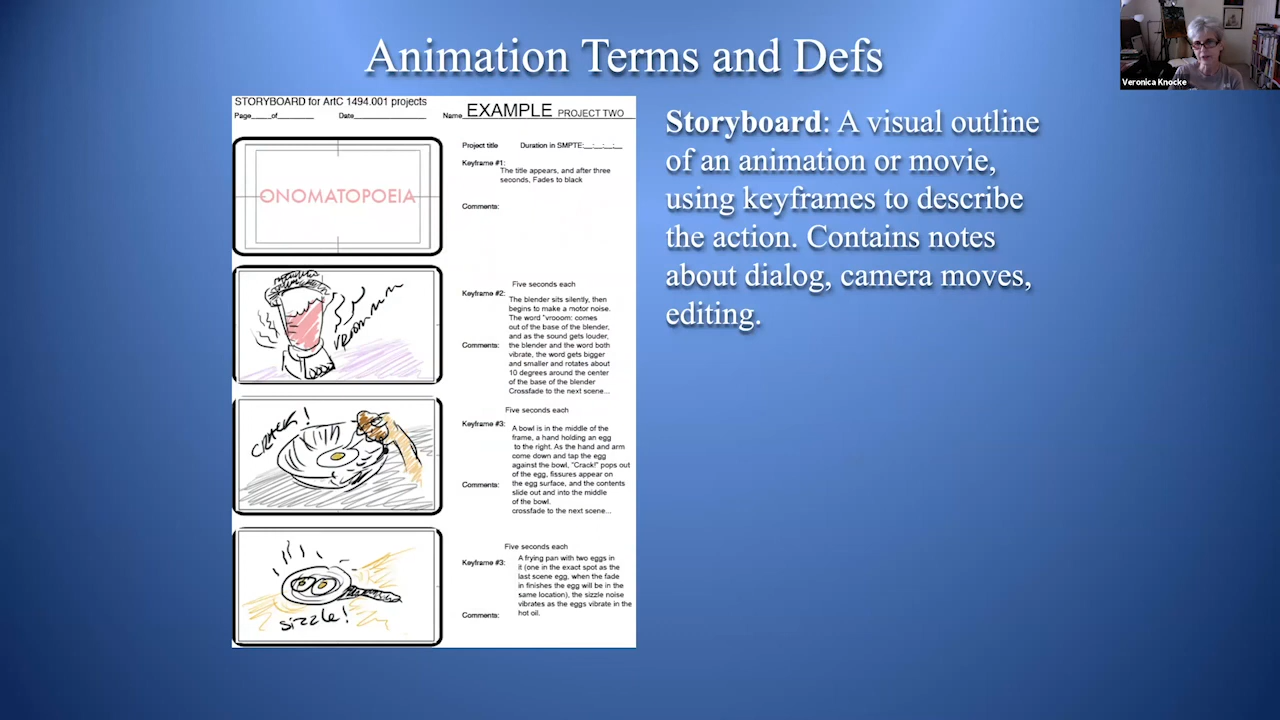 Animation Terms and Defs
Veronica Knocke
STORYBOARD for ArtC 1494.001 projects
Page____of________ Date________________ Name EXAMPLE PROJECT TWO
Project title Duration in SMPTE:__:__:__:__
Keyframe #1:
The title appears, and after three
seconds, Fades to black
Comments:
ONOMATOPOEIA
Five seconds each
Keyframe #2:
The blender sits silently, then
begins to make a motor noise.
The word "vrooom: comes
out of the base of the blender,
and as the sound gets louder,
Comments:
the blender and the word both
vibrate, the word gets bigger
and smaller and rotates about
10 degrees around the center
of the base of the blender
Crossfade to the next scene...
Five seconds each
Keyframe #3:
A bowl is in the middle of the
frame, a hand holding an egg
to the right. As the hand and arm
come down and tap the egg
against the bowl, "Crack!" pops out
of the egg, fissures appear on
Comments:
the egg surface, and the contents
slide out and into the middle
of the bowl.
crossfade to the next scene...
CRACK!
Five seconds each
Keyframe #3:
A frying pan with two eggs in
it (one in the exact spot as the
last scene egg, when the fade
in finishes the egg will be in the
same location), the sizzle noise
vibrates as the eggs vibrate in the
hot oil.
Comments:
sizzle!
Storyboard: A visual outline
of an animation or movie,
using keyframes to describe
the action. Contains notes
about dialog, camera moves,
editing.